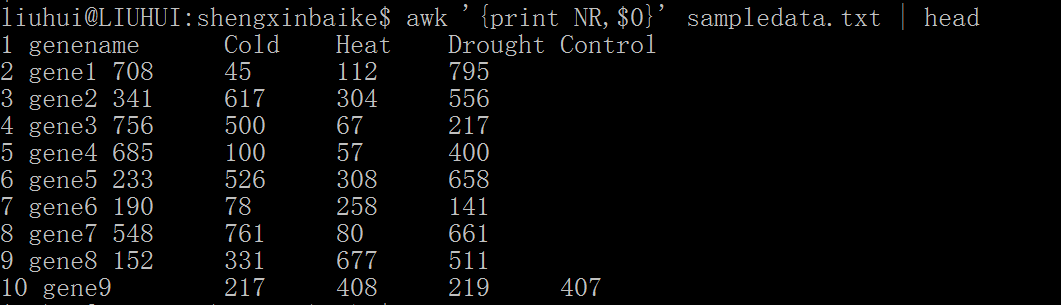 liuhui@LIUHUI:shengxinbaike$ awk '{print NR,$0}' sampledata.txt | head
1 genename Cold Heat Drought Control
2 gene1 708 45 112 795
3 gene2 341 617 304 556
4 gene3 756 500 67 217
5 gene4 685 100 57 400
6 gene5 233 526 308 658
7 gene6 190 78 258 141
8 gene7 548 761 80 661
9 gene8 152 331 677 511
10 gene9 217 408 219 407